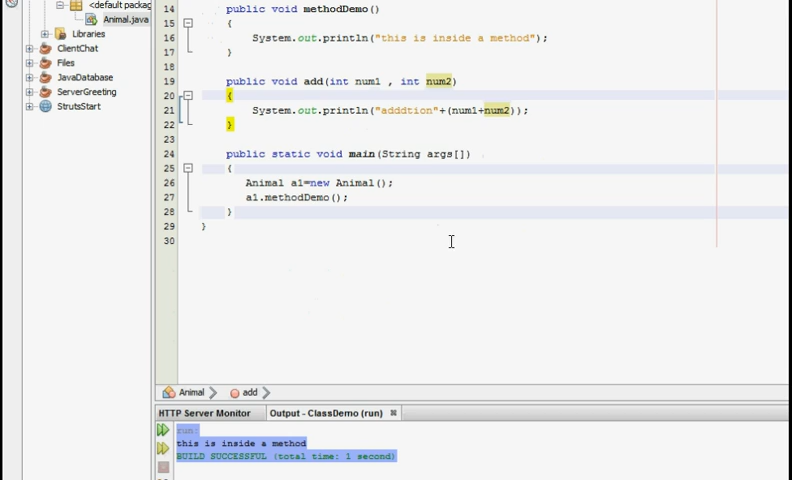 <default packag
Animal.java
Libraries
ClientChat
Files
JavaDatabase
ServerGreeting
StrutsStart
14 public void methodDemo()
15 {
16 System.out.println("this is inside a method");
17 }
18
19 public void add(int num1 , int num2)
20 {
21 System.out.println("adddtion"+(num1+num2));
22 }
23
24 public static void main(String args[])
25 {
26 Animal a1=new Animal();
27 a1.methodDemo();
28 }
29 }
30
Animal add
HTTP Server Monitor Output - ClassDemo (run)
run:
this is inside a method
BUILD SUCCESSFUL (total time: 1 second)